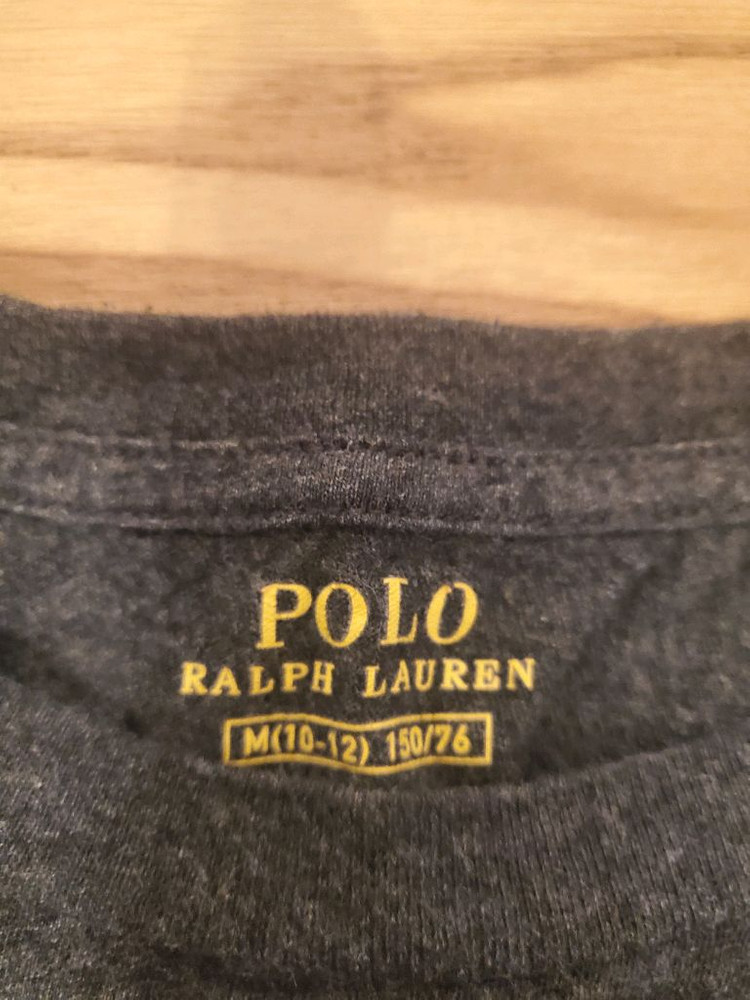 POLO
RALPH LAUREN
M(10-12) 150/76